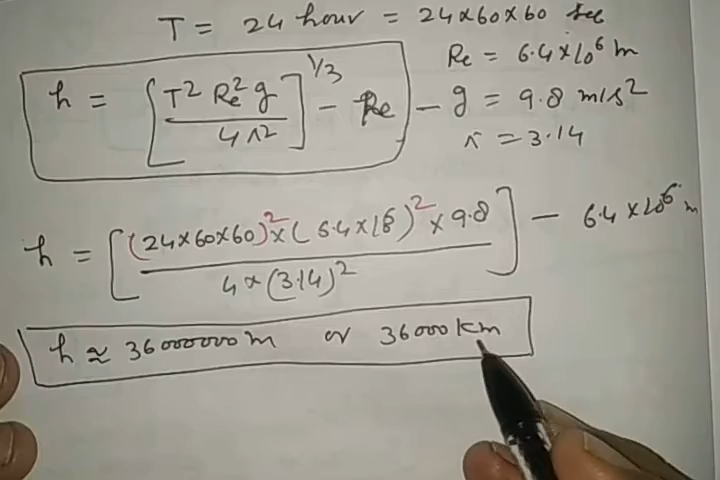 T = 24 hour = 24×60×60 sec
Re = 6.4×10⁶ m
h = [T² Re² g / 4π²]^1/3 − Re − g = 9.8 m/s²
π = 3.14
h = [(24×60×60)²×(6.4×10⁶)²×9.8 / 4×(3.14)²] − 6.4×10⁶ m
h ≈ 36000000 m or 36000 km